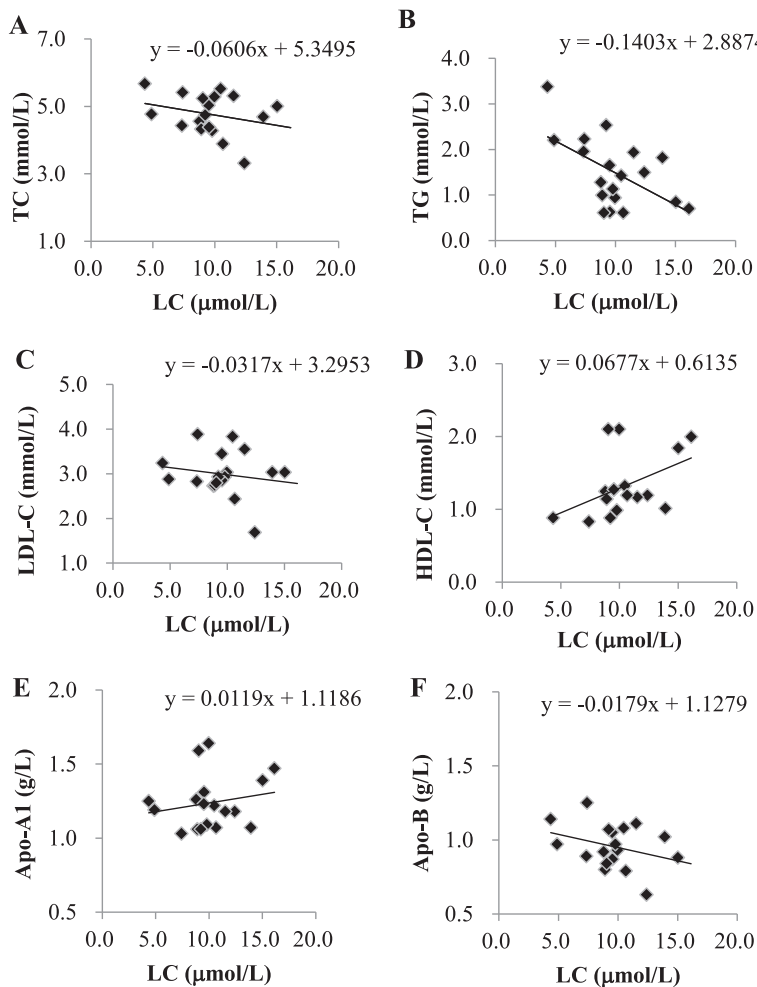 A
y = -0.0606x + 5.3495
7.0
5.0
3.0
1.0
TC (mmol/L)
0.0 5.0 10.0 15.0 20.0
LC (μmol/L)
B
y = -0.1403x + 2.8874
4.0
3.0
2.0
1.0
0.0
TG (mmol/L)
0.0 5.0 10.0 15.0 20.0
LC (μmol/L)
C
y = -0.0317x + 3.2953
5.0
4.0
3.0
2.0
1.0
LDL-C (mmol/L)
0.0 5.0 10.0 15.0 20.0
LC (μmol/L)
D
y = 0.0677x + 0.6135
3.0
2.0
1.0
0.0
HDL-C (mmol/L)
0.0 5.0 10.0 15.0 20.0
LC (μmol/L)
E
y = 0.0119x + 1.1186
2.0
1.5
1.0
0.5
Apo-A1 (g/L)
0.0 5.0 10.0 15.0 20.0
LC (μmol/L)
F
y = -0.0179x + 1.1279
2.0
1.5
1.0
0.5
Apo-B (g/L)
0.0 5.0 10.0 15.0 20.0
LC (μmol/L)